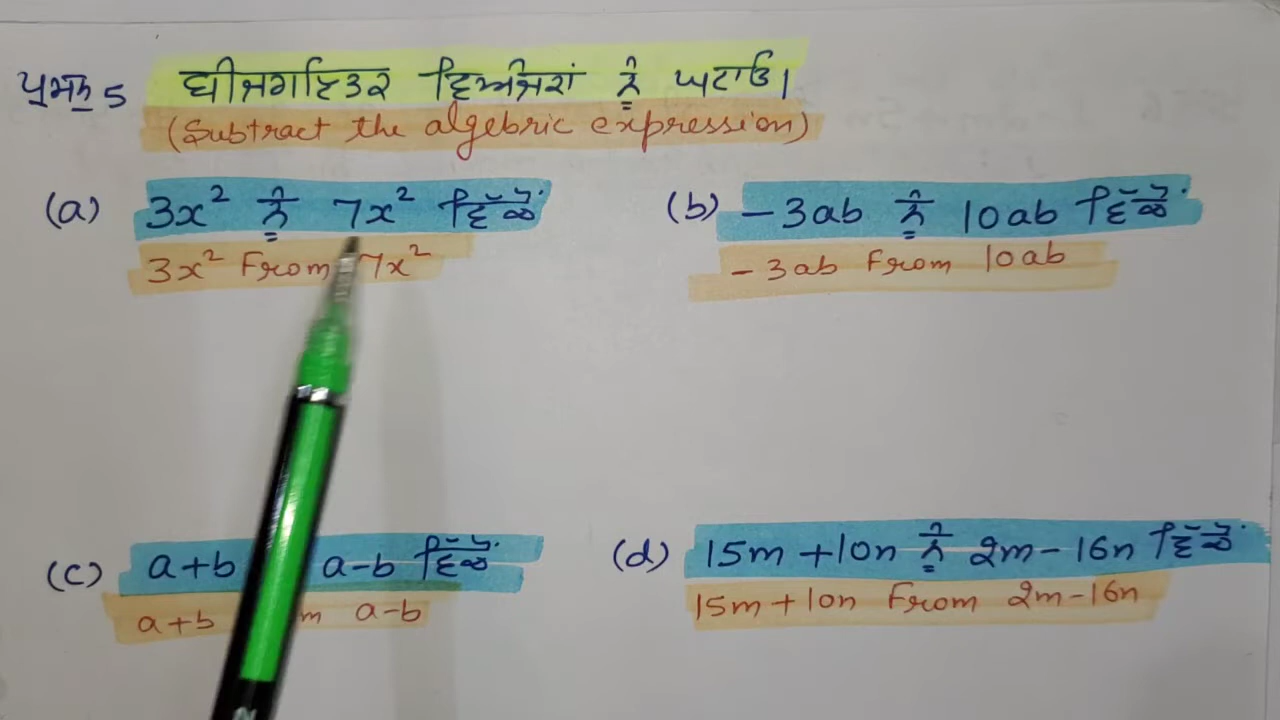 ਪ੍ਰਸ਼ਨ 5 ਬੀਜਗਣਿਤਰਕ ਵਿਅੰਜਕਾਂ ਨੂੰ ਘਟਾਓ।
(Subtract the algebric expression)
(a) 3x² ਨੂੰ 7x² ਵਿੱਚੋਂ
3x² From 7x²
(b) -3ab ਨੂੰ 10ab ਵਿੱਚੋਂ
-3ab From 10ab
(c) a+b a-b ਵਿੱਚੋਂ
a+b a-b
(d) 15m+10n ਨੂੰ 2m-16n ਵਿੱਚੋਂ
15m+10n From 2m-16n